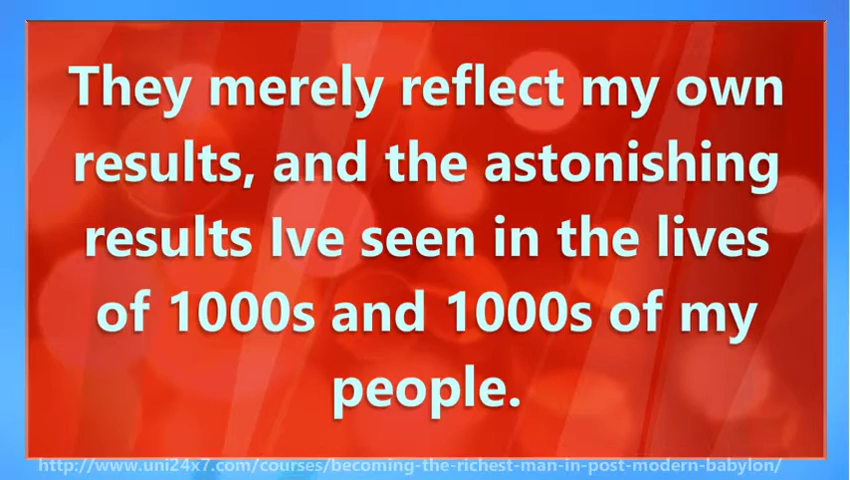 They merely reflect my own
results, and the astonishing
results Ive seen in the lives
of 1000s and 1000s of my
people.
http://www.uni24x7.com/courses/becoming-the-richest-man-in-post-modern-babylon/